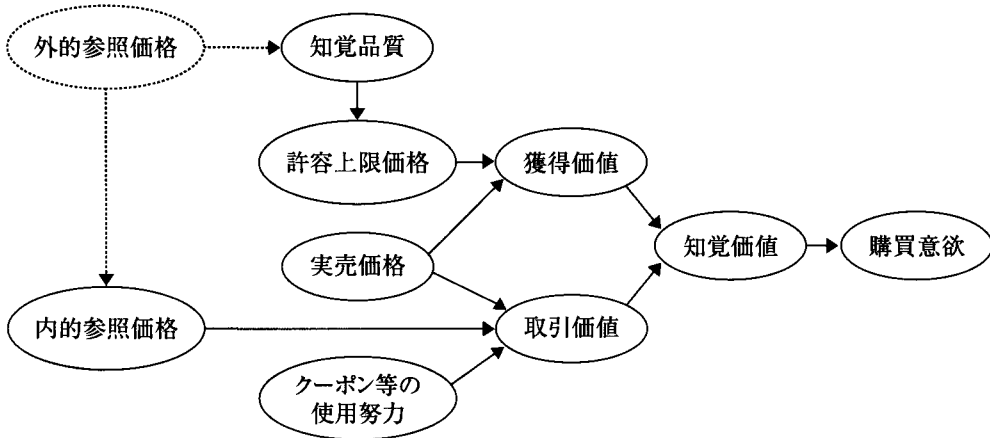 外的参照価格
知覚品質
許容上限価格
獲得価値
実売価格
知覚価値
購買意欲
内的参照価格
取引価値
クーポン等の
使用努力